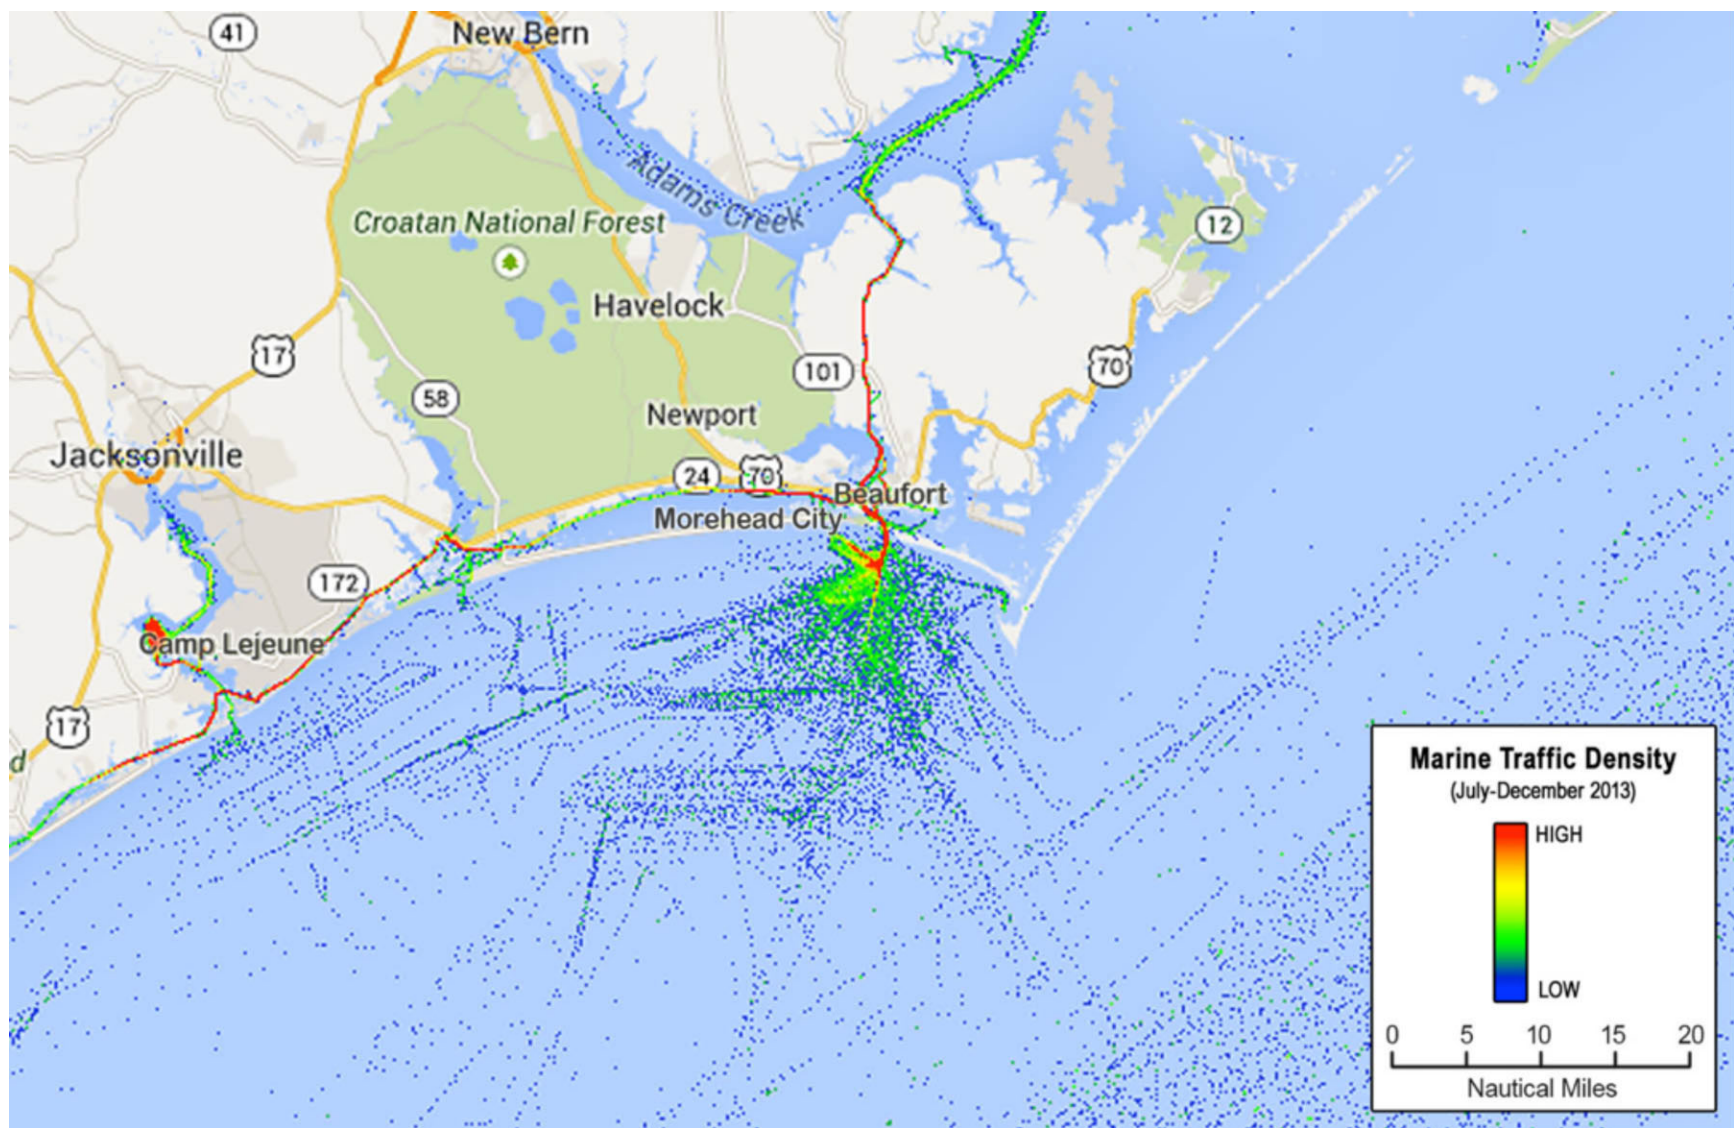 41
New Bern
Adams Creek
Croatan National Forest
12
Havelock
17
101
70
58
Newport
Jacksonville
24
70
Beaufort
Morehead City
172
Camp Lejeune
17
d
Marine Traffic Density
(July-December 2013)
HIGH
LOW
0 5 10 15 20
Nautical Miles